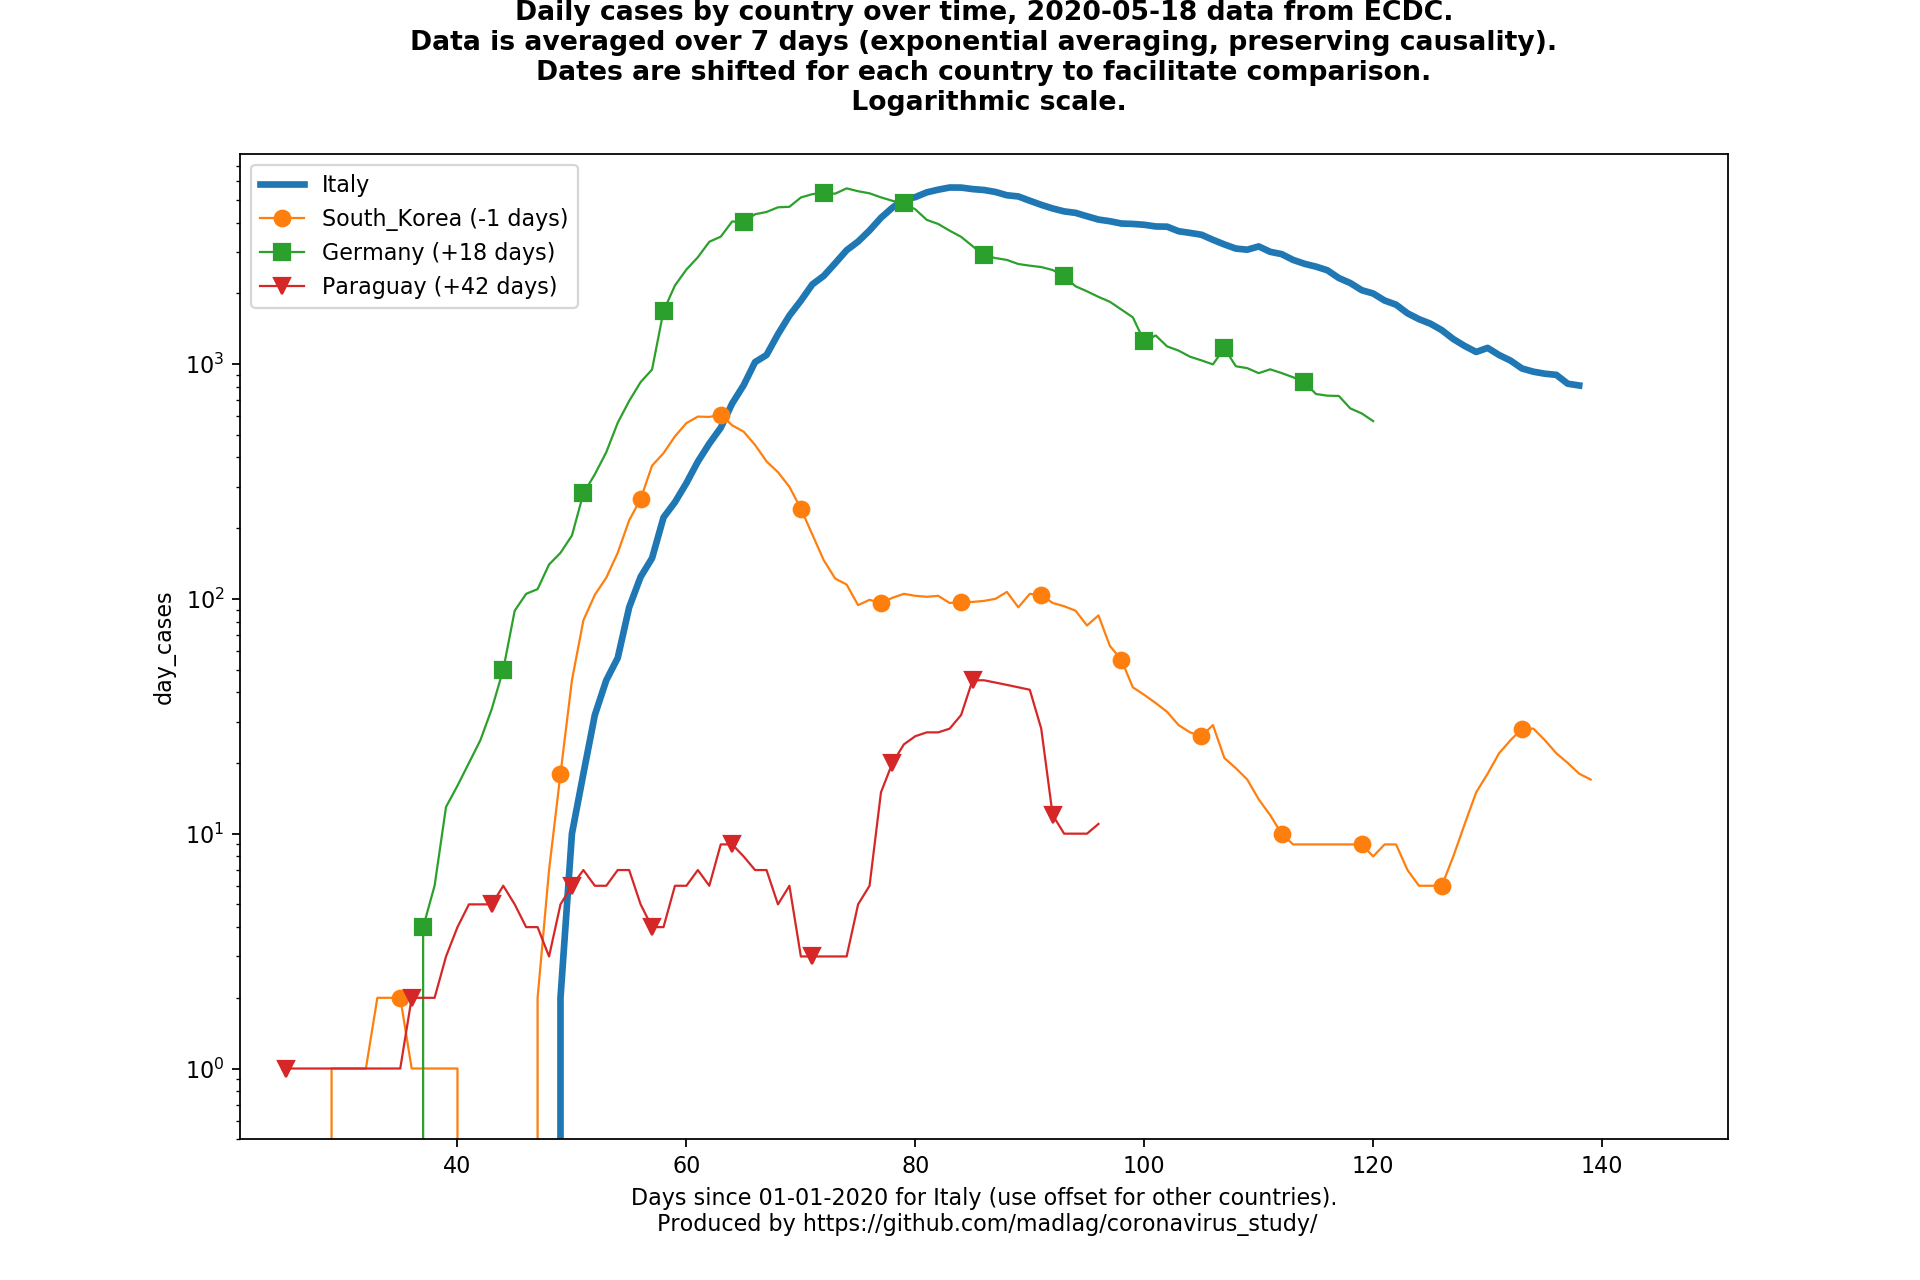 Daily cases by country over time, 2020-05-18 data from ECDC.
Data is averaged over 7 days (exponential averaging, preserving causality).
Dates are shifted for each country to facilitate comparison.
Logarithmic scale.
Italy
South_Korea (-1 days)
Germany (+18 days)
Paraguay (+42 days)
10³
10²
10¹
10⁰
day_cases
40 60 80 100 120 140
Days since 01-01-2020 for Italy (use offset for other countries).
Produced by https://github.com/madlag/coronavirus_study/